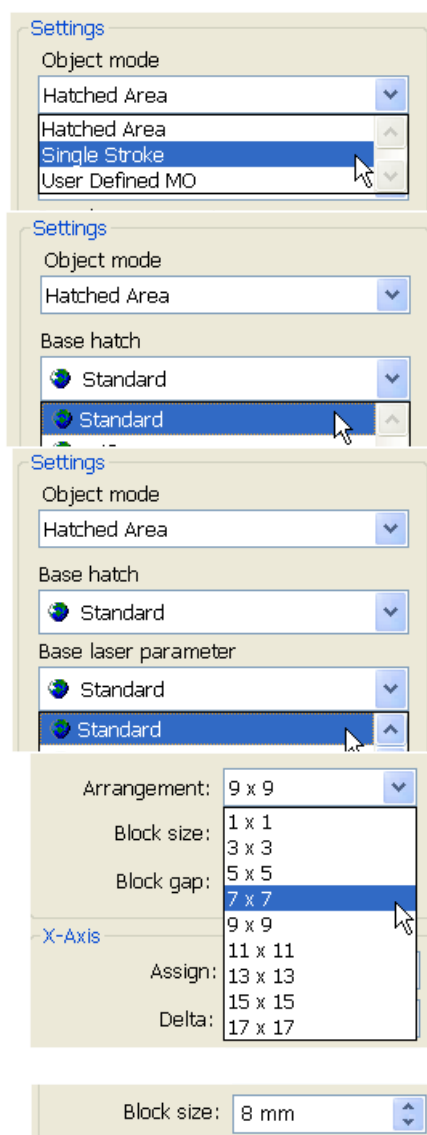 Settings
Object mode
Hatched Area
Hatched Area
Single Stroke
User Defined MO
Settings
Object mode
Hatched Area
Base hatch
Standard
Standard
Settings
Object mode
Hatched Area
Base hatch
Standard
Base laser parameter
Standard
Standard
Arrangement: 9 x 9
1 x 1
Block size:
3 x 3
5 x 5
Block gap:
7 x 7
9 x 9
X-Axis
11 x 11
Assign: 13 x 13
15 x 15
Delta: 17 x 17
Block size: 8 mm